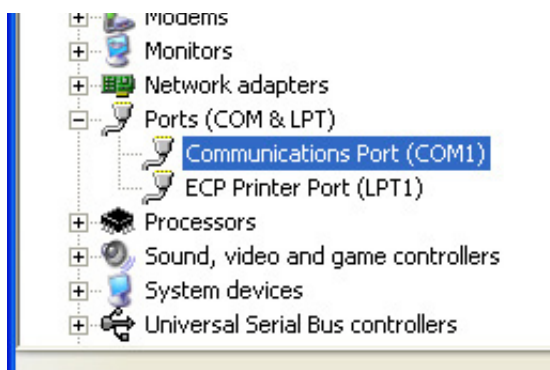 Modems
Monitors
Network adapters
Ports (COM & LPT)
Communications Port (COM1)
ECP Printer Port (LPT1)
Processors
Sound, video and game controllers
System devices
Universal Serial Bus controllers